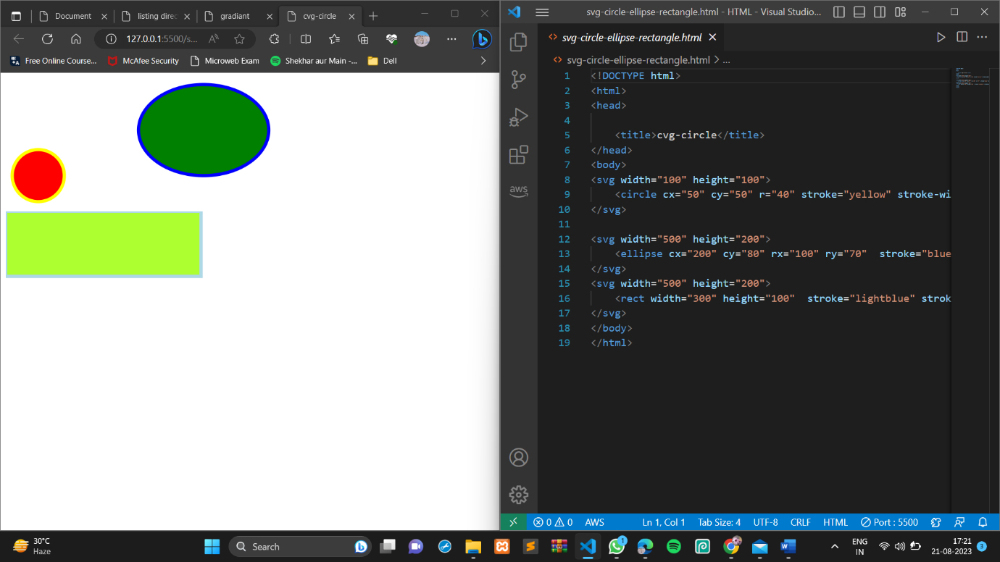 Document
listing direc
gradiant
cvg-circle
127.0.0.1:5500/s...
Free Online Course...
McAfee Security
Microweb Exam
Shekhar aur Main -...
Dell
svg-circle-ellipse-rectangle.html - HTML - Visual Studio...
svg-circle-ellipse-rectangle.html
svg-circle-ellipse-rectangle.html > ...
1 <!DOCTYPE html>
2 <html>
3 <head>
4
5 <title>cvg-circle</title>
6 </head>
7 <body>
8 <svg width="100" height="100">
9 <circle cx="50" cy="50" r="40" stroke="yellow" stroke-wi
10 </svg>
11
12 <svg width="500" height="200">
13 <ellipse cx="200" cy="80" rx="100" ry="70"  stroke="blue
14 </svg>
15 <svg width="500" height="200">
16 <rect width="300" height="100"  stroke="lightblue" strok
17 </svg>
18 </body>
19 </html>
aws
0 0 AWS Ln 1, Col 1 Tab Size: 4 UTF-8 CRLF HTML Port : 5500
30°C
Haze
Search
1
ENG
IN
17:21
21-08-2023
3